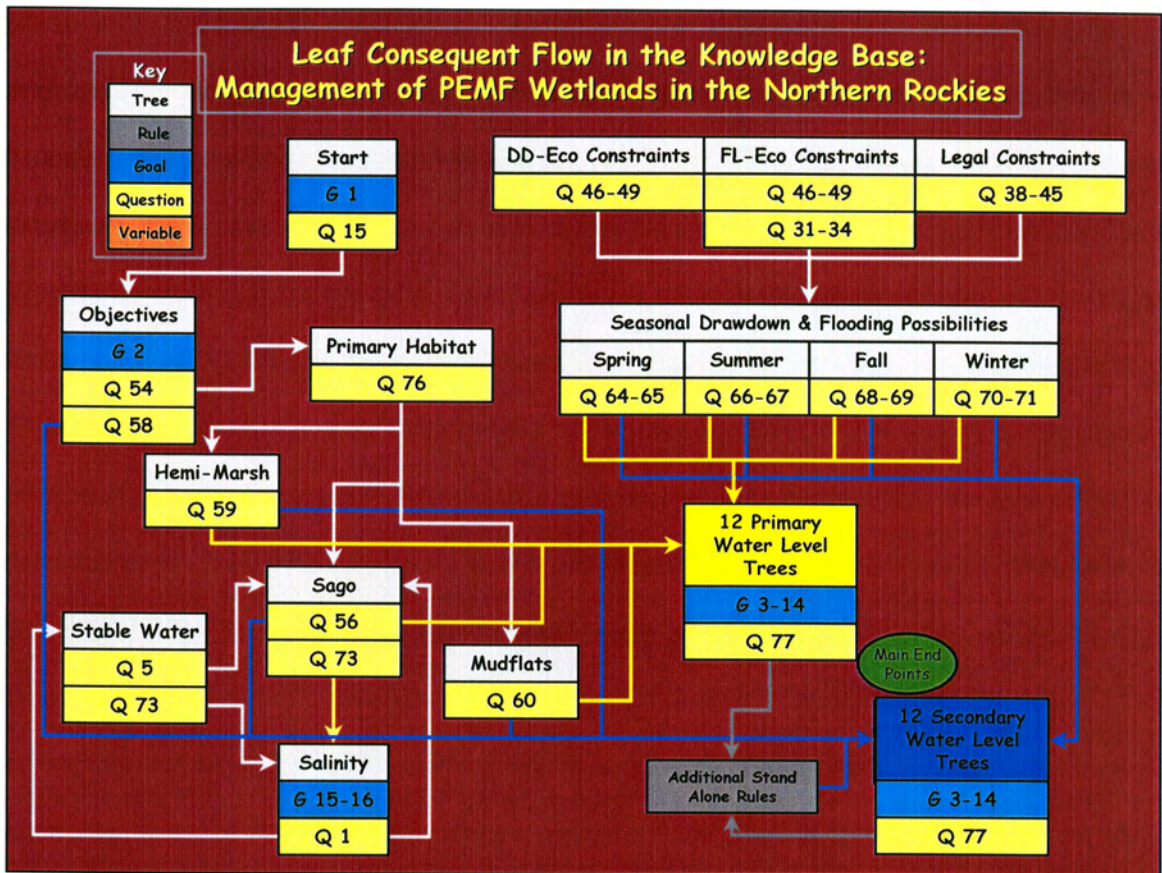 Leaf Consequent Flow in the Knowledge Base:
Management of PEMF Wetlands in the Northern Rockies
Key
Tree
Rule
Goal
Question
Variable
Start
G 1
Q 15
DD-Eco Constraints
Q 46-49
FL-Eco Constraints
Q 46-49
Q 31-34
Legal Constraints
Q 38-45
Objectives
G 2
Q 54
Q 58
Primary Habitat
Q 76
Seasonal Drawdown & Flooding Possibilities
Spring
Summer
Fall
Winter
Q 64-65
Q 66-67
Q 68-69
Q 70-71
Hemi-Marsh
Q 59
12 Primary
Water Level
Trees
G 3-14
Q 77
Sago
Q 56
Q 73
Stable Water
Q 5
Q 73
Mudflats
Q 60
Main End
Points
12 Secondary
Water Level
Trees
G 3-14
Q 77
Salinity
G 15-16
Q 1
Additional Stand
Alone Rules